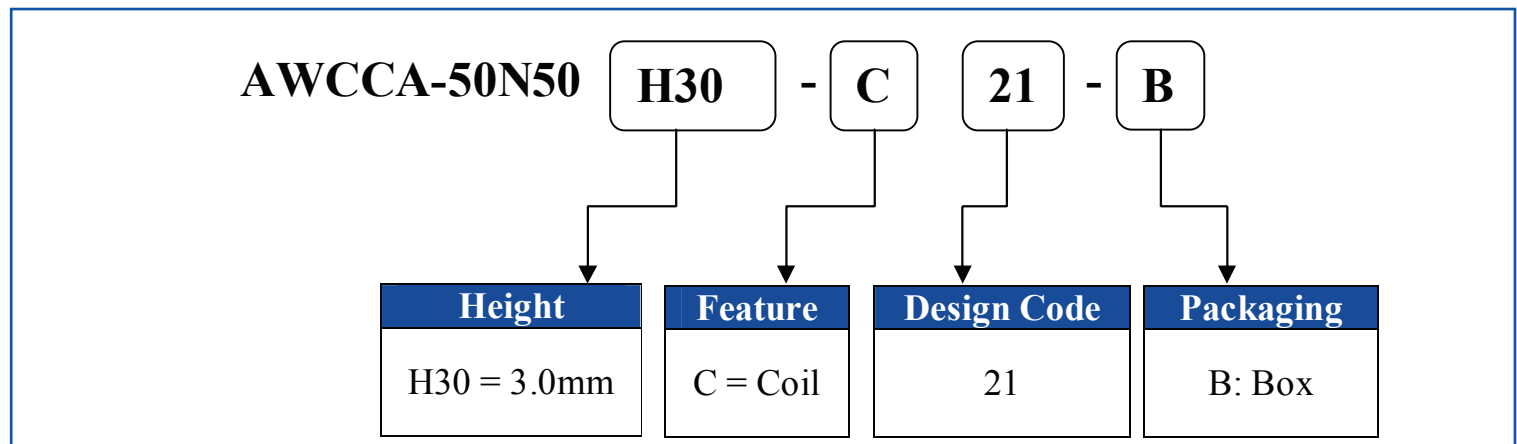 AWCCA-50N50 H30 - C 21 - B
Height Feature Design Code Packaging
H30 = 3.0mm C = Coil 21 B: Box